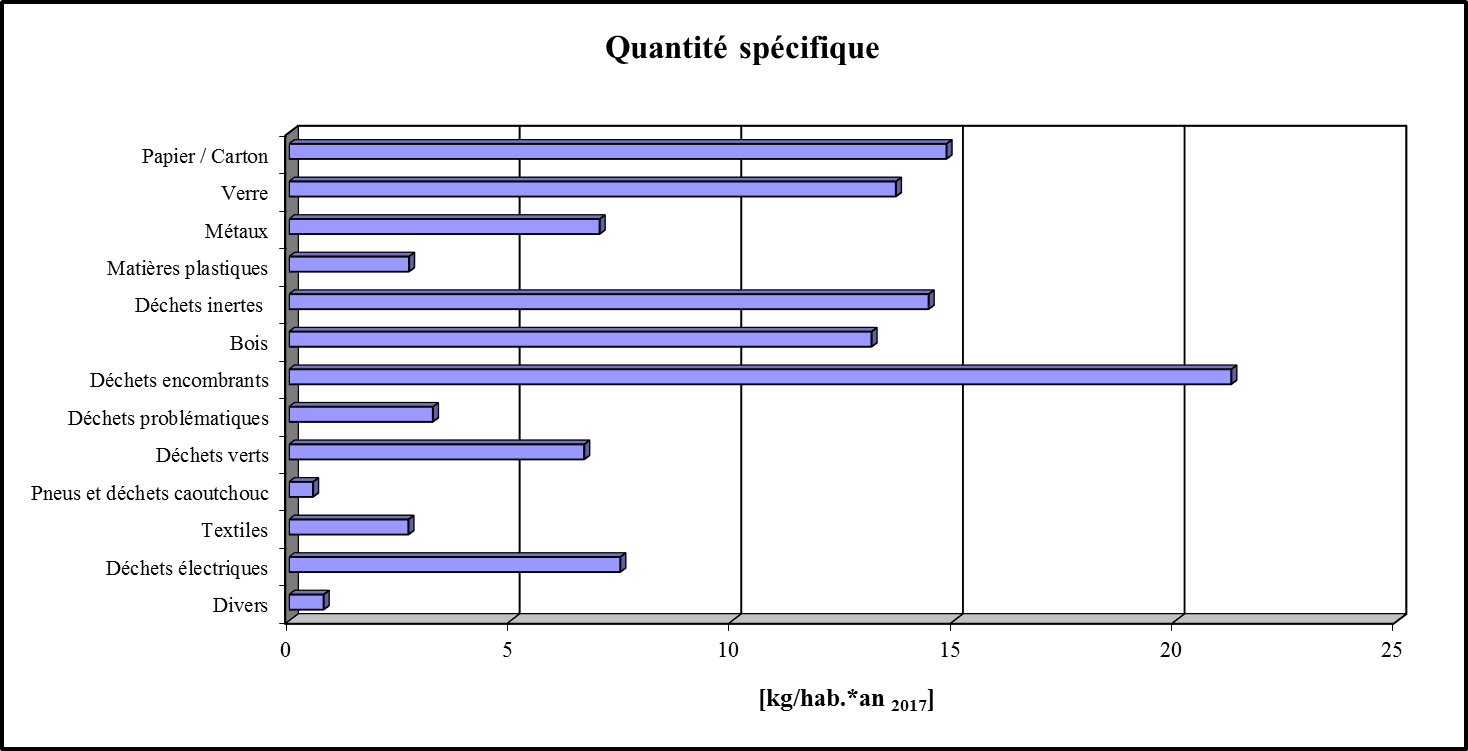 Quantité spécifique
Papier / Carton
Verre
Métaux
Matières plastiques
Déchets inertes
Bois
Déchets encombrants
Déchets problématiques
Déchets verts
Pneus et déchets caoutchouc
Textiles
Déchets électriques
Divers
0 5 10 15 20 25
[kg/hab.*an 2017]